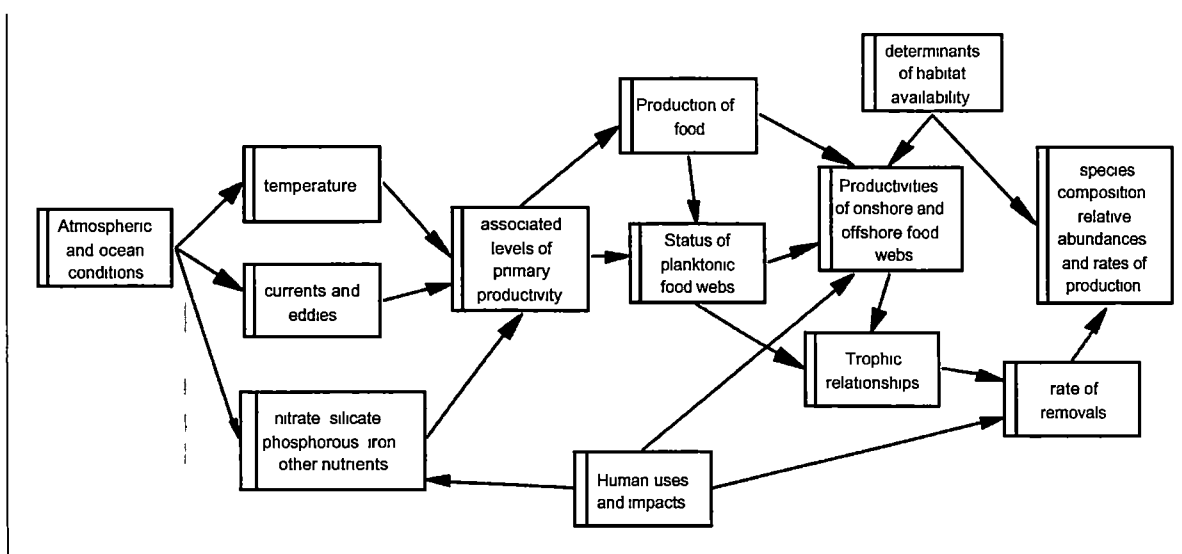 Atmospheric
and ocean
conditions
temperature
currents and
eddies
nitrate silicate
phosphorous iron
other nutrients
associated
levels of
primary
productivity
Production of
food
Status of
planktonic
food webs
Human uses
and impacts
determinants
of habitat
availability
Productivities
of onshore and
offshore food
webs
Trophic
relationships
species
composition
relative
abundances
and rates of
production
rate of
removals